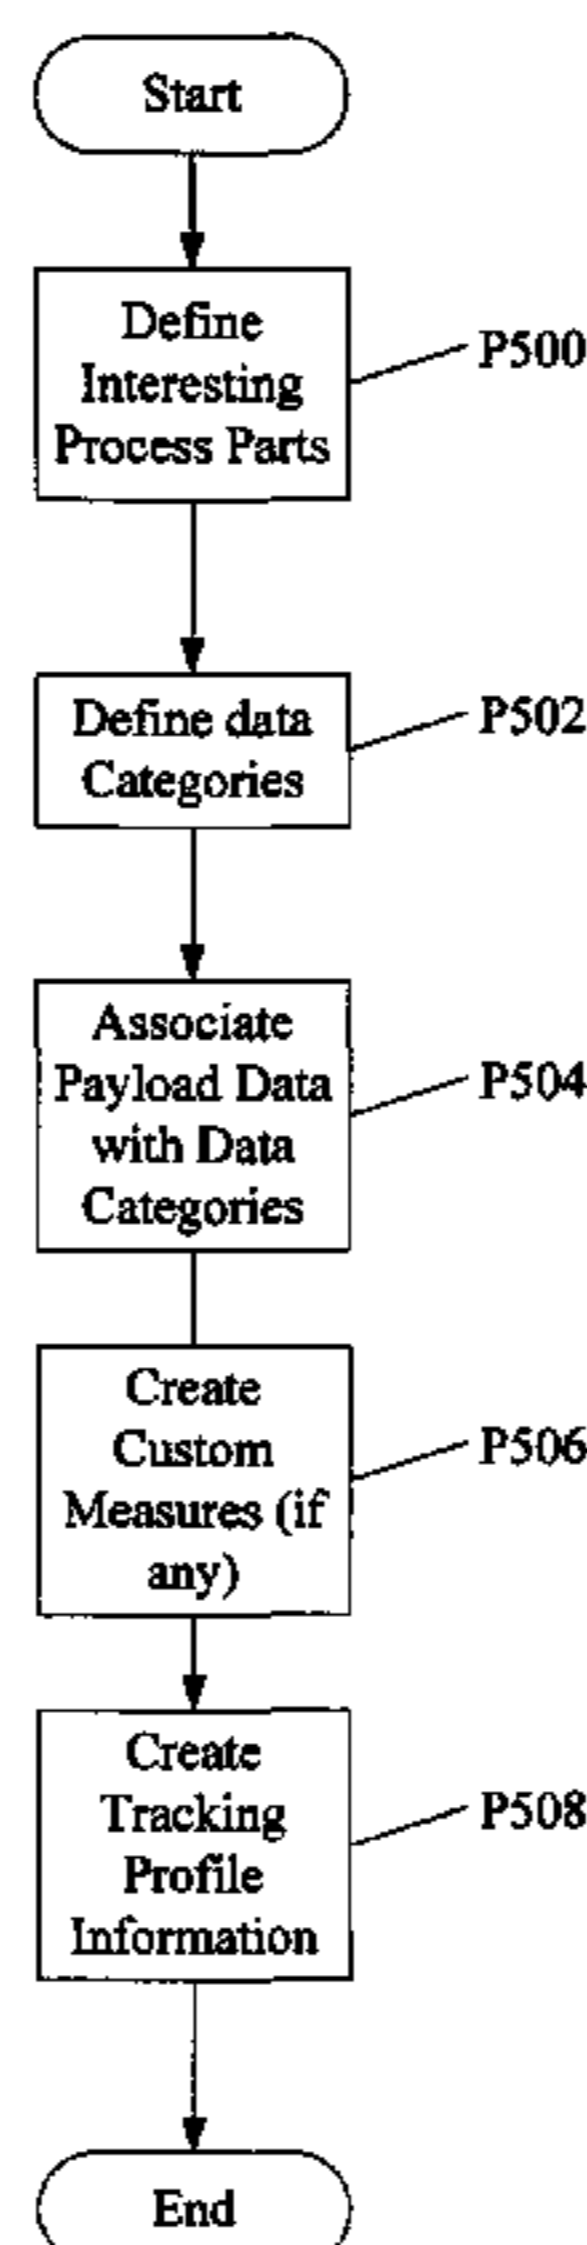 Start
Define
Interesting
Process Parts
P500
Define data
Categories
P502
Associate
Payload Data
with Data
Categories
P504
Create
Custom
Measures (if
any)
P506
Create
Tracking
Profile
Information
P508
End